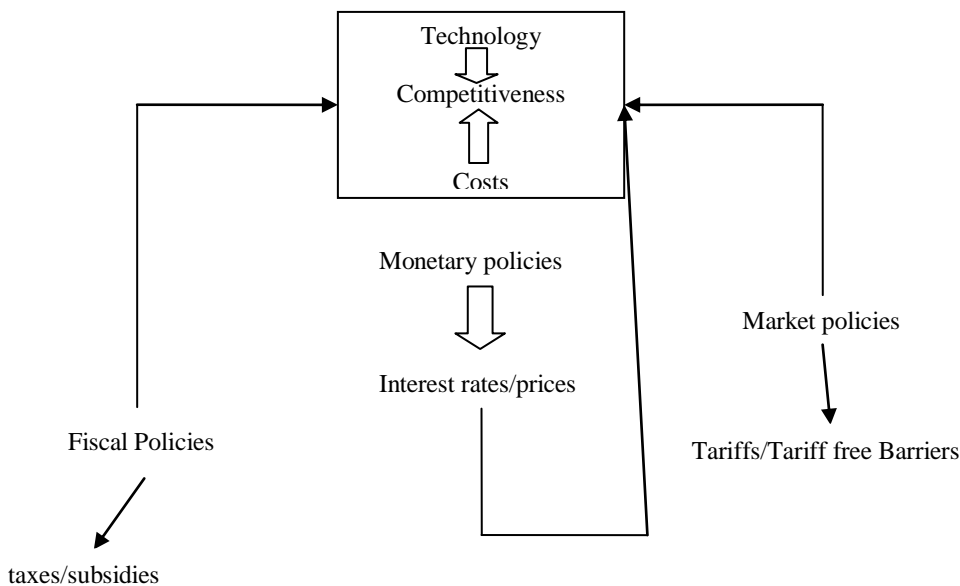 Technology
Competitiveness
Costs
Monetary policies
Market policies
Interest rates/prices
Fiscal Policies
Tariffs/Tariff free Barriers
taxes/subsidies